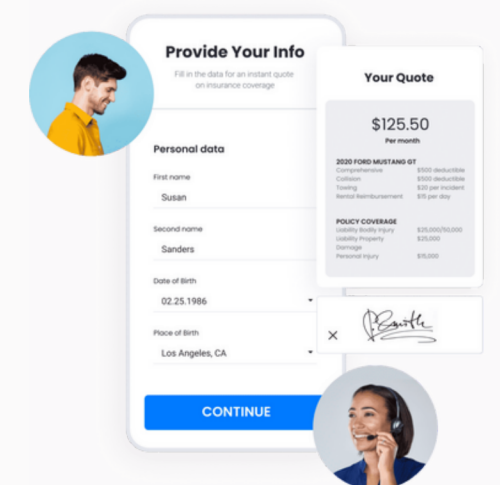 Provide Your Info
Fill in the data for an instant quote
on insurance coverage
Personal data
First name
Susan
Second name
Sanders
Date of Birth
02.25.1986
Place of Birth
Los Angeles, CA
CONTINUE
Your Quote
$125.50
Per month
2020 FORD MUSTANG GT
Comprehensive $500 deductible
Collision $500 deductible
Towing $20 per incident
Rental Reimbursement $15 per day
POLICY COVERAGE
Liability Bodily Injury $25,000/50,000
Liability Property $25,000
Damage
Personal Injury $15,000
J. Smith